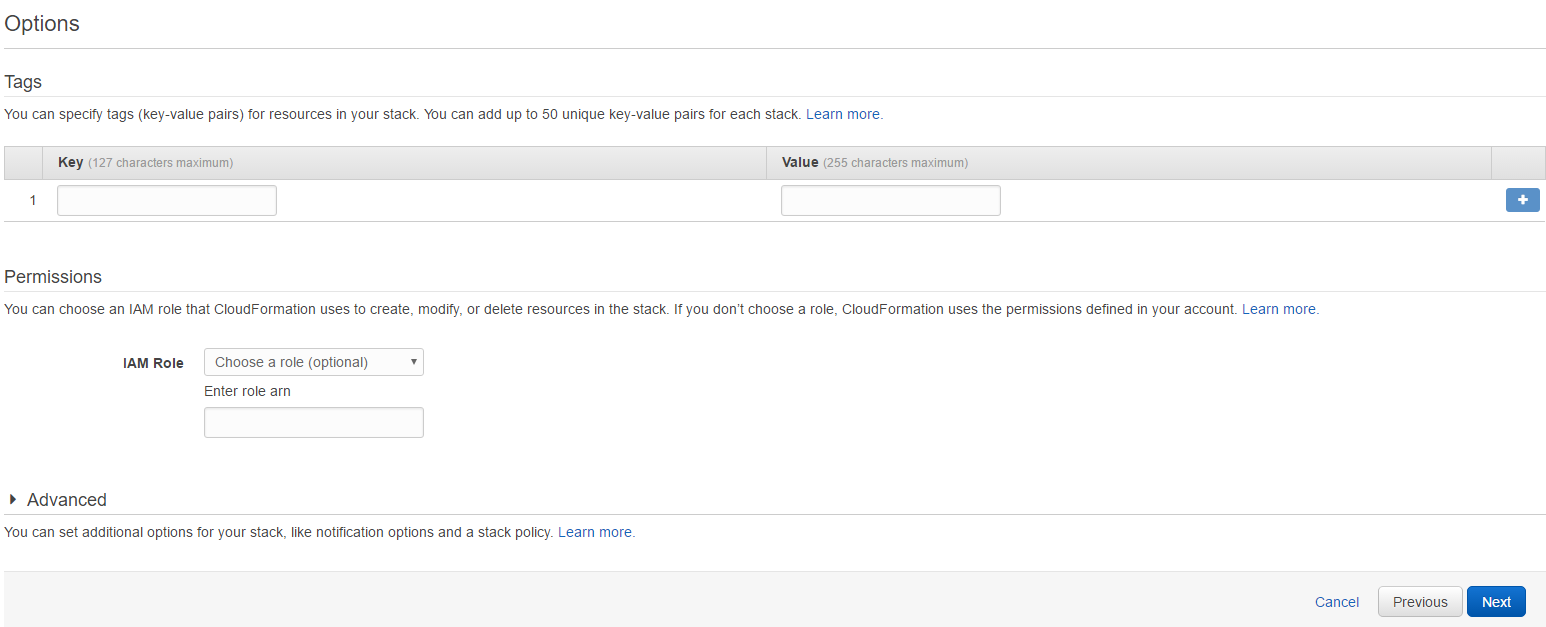 Options
Tags
You can specify tags (key-value pairs) for resources in your stack. You can add up to 50 unique key-value pairs for each stack. Learn more.
Key (127 characters maximum) Value (255 characters maximum)
1
Permissions
You can choose an IAM role that CloudFormation uses to create, modify, or delete resources in the stack. If you don’t choose a role, CloudFormation uses the permissions defined in your account. Learn more.
IAM Role Choose a role (optional)
Enter role arn
Advanced
You can set additional options for your stack, like notification options and a stack policy. Learn more.
Cancel Previous Next